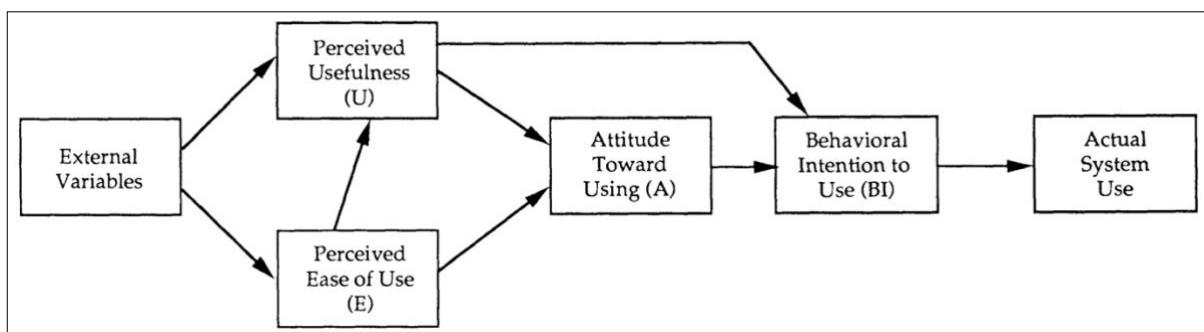 Perceived
Usefulness
(U)
External
Variables
Attitude
Toward
Using (A)
Behavioral
Intention to
Use (BI)
Actual
System
Use
Perceived
Ease of Use
(E)